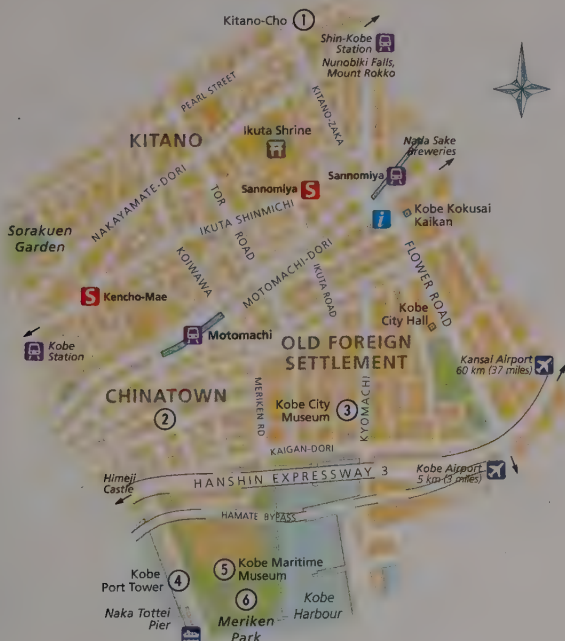 Kitano-Cho 1
Shin-Kobe
Station
Nunobiki Falls,
Mount Rokko
PEARL STREET
KITANO-ZAKA
KITANO
Ikuta Shrine
Nada Sake
Breweries
NAKAYAMATE-DORI
TOR
ROAD
Sannomiya S
Sannomiya
IKUTA SHINMICHI
i
Kobe Kokusai
Kaikan
Sorakuen
Garden
KOIWAWA
MOTOMACHI-DORI
IKUTA ROAD
FLOWER ROAD
S Kencho-Mae
Kobe
City Hall
Motomachi
Kobe
Station
OLD FOREIGN
SETTLEMENT
Kansai Airport
60 km (37 miles)
CHINATOWN
2
MERIKEN RD
Kobe City
Museum
3
KYOMACHI
KAIGAN-DORI
Himeji
Castle
HANSHIN EXPRESSWAY 3
Kobe Airport
5 km (3 miles)
HAMATE BYPASS
Kobe
Port Tower
4
5
Kobe Maritime
Museum
6
Meriken
Park
Kobe
Harbour
Naka Tottei
Pier